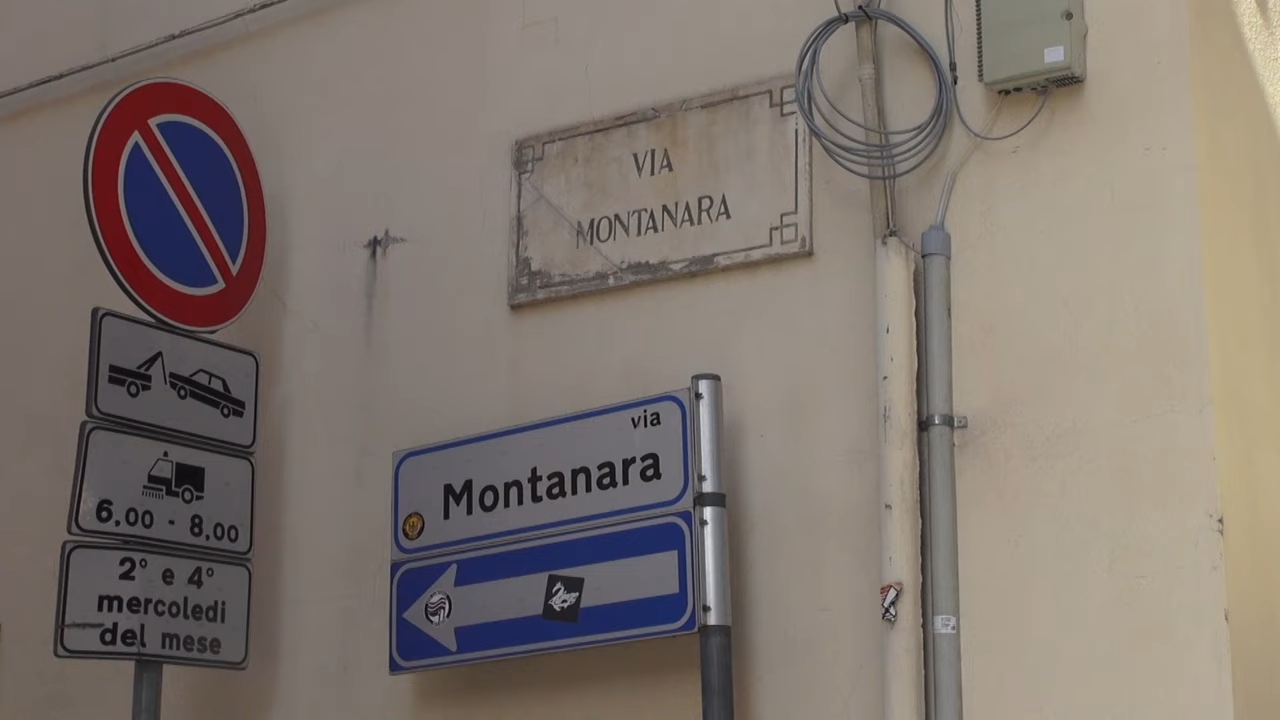 VIA
MONTANARA
via
Montanara
6,00 - 8,00
2° e 4°
mercoledi
del mese